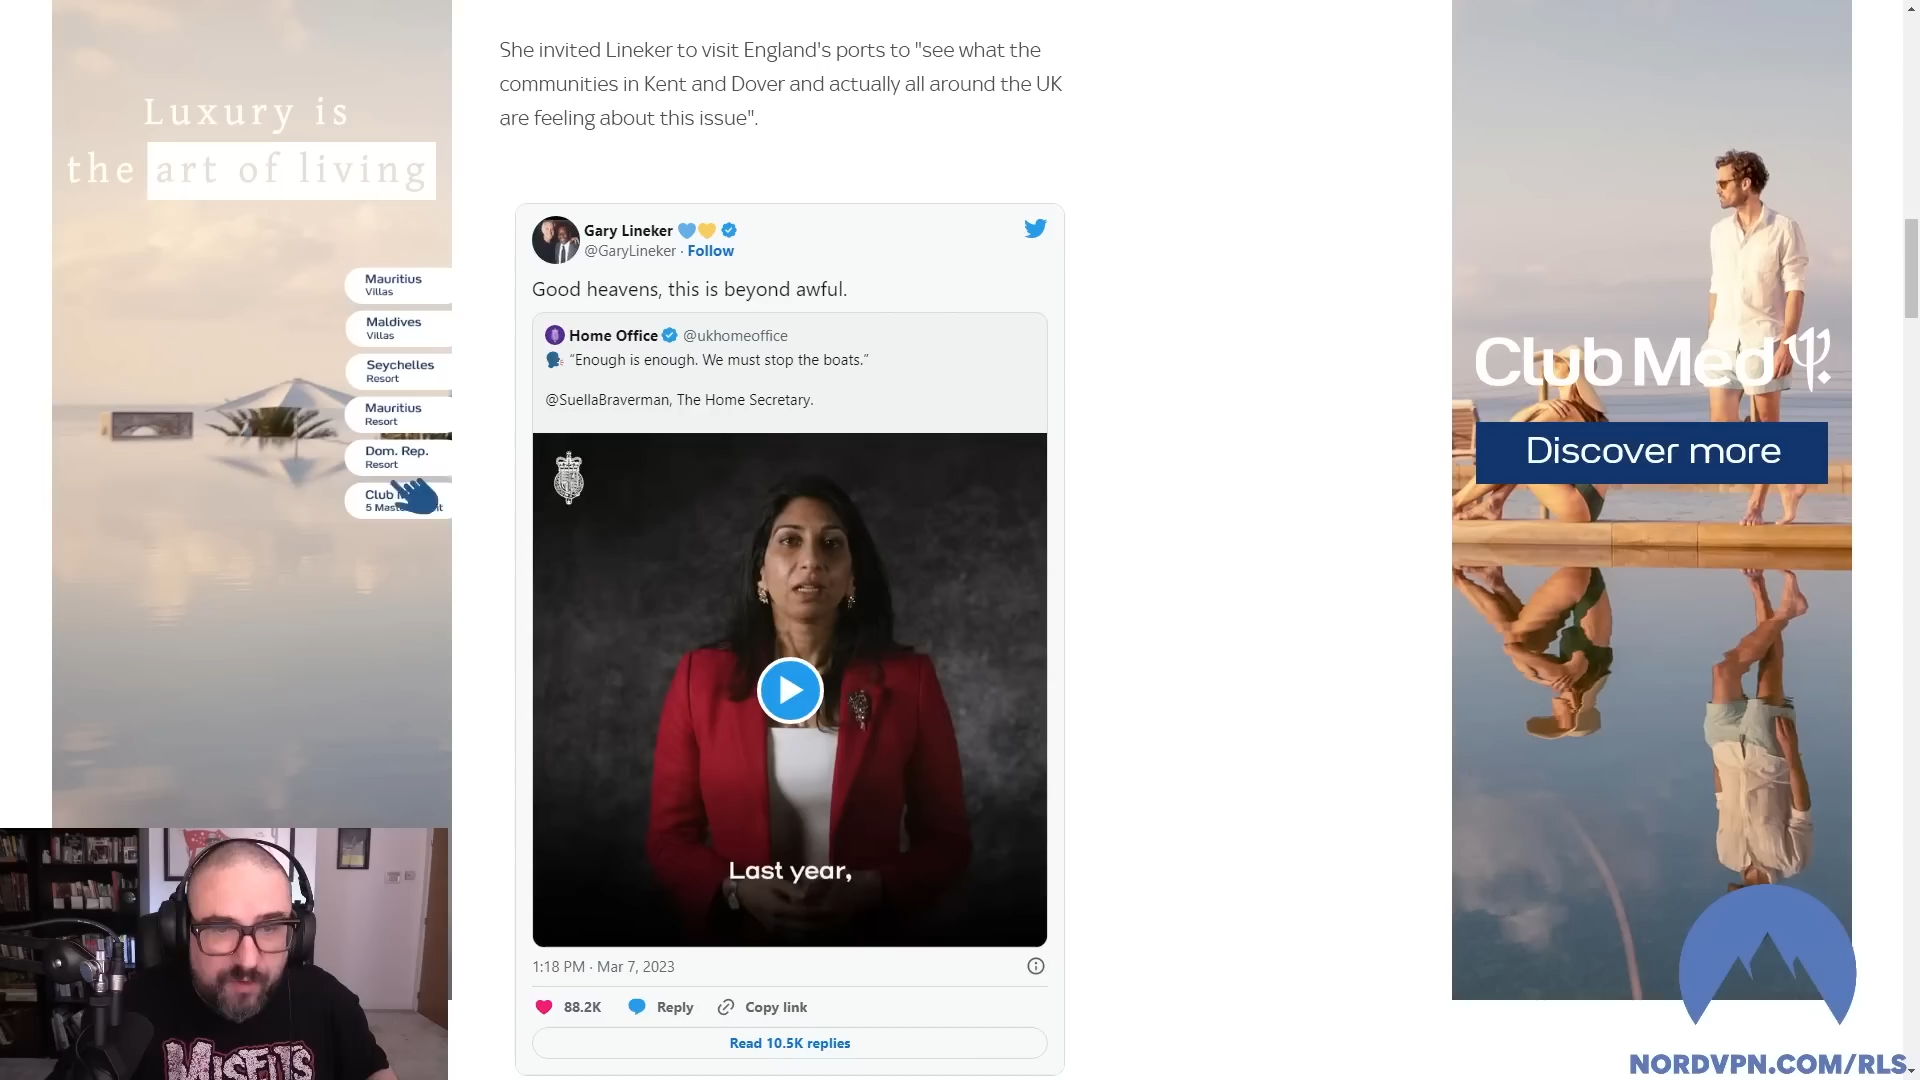 She invited Lineker to visit England's ports to "see what the
communities in Kent and Dover and actually all around the UK
are feeling about this issue".
Luxury is
the art of living
Mauritius
Villas
Maldives
Villas
Seychelles
Resort
Mauritius
Resort
Dom. Rep.
Resort
Club
Gary Lineker
@GaryLineker · Follow
Good heavens, this is beyond awful.
Home Office @ukhomeoffice
“Enough is enough. We must stop the boats.”
@SuellaBraverman, The Home Secretary.
Last year,
1:18 PM · Mar 7, 2023
88.2K Reply Copy link
Read 10.5K replies
Club Med
Discover more
MISFITS
NORDVPN.COM/RLS